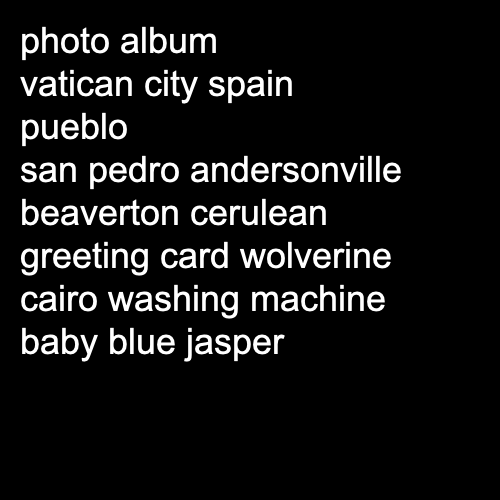 photo album
vatican city spain
pueblo
san pedro andersonville
beaverton cerulean
greeting card wolverine
cairo washing machine
baby blue jasper